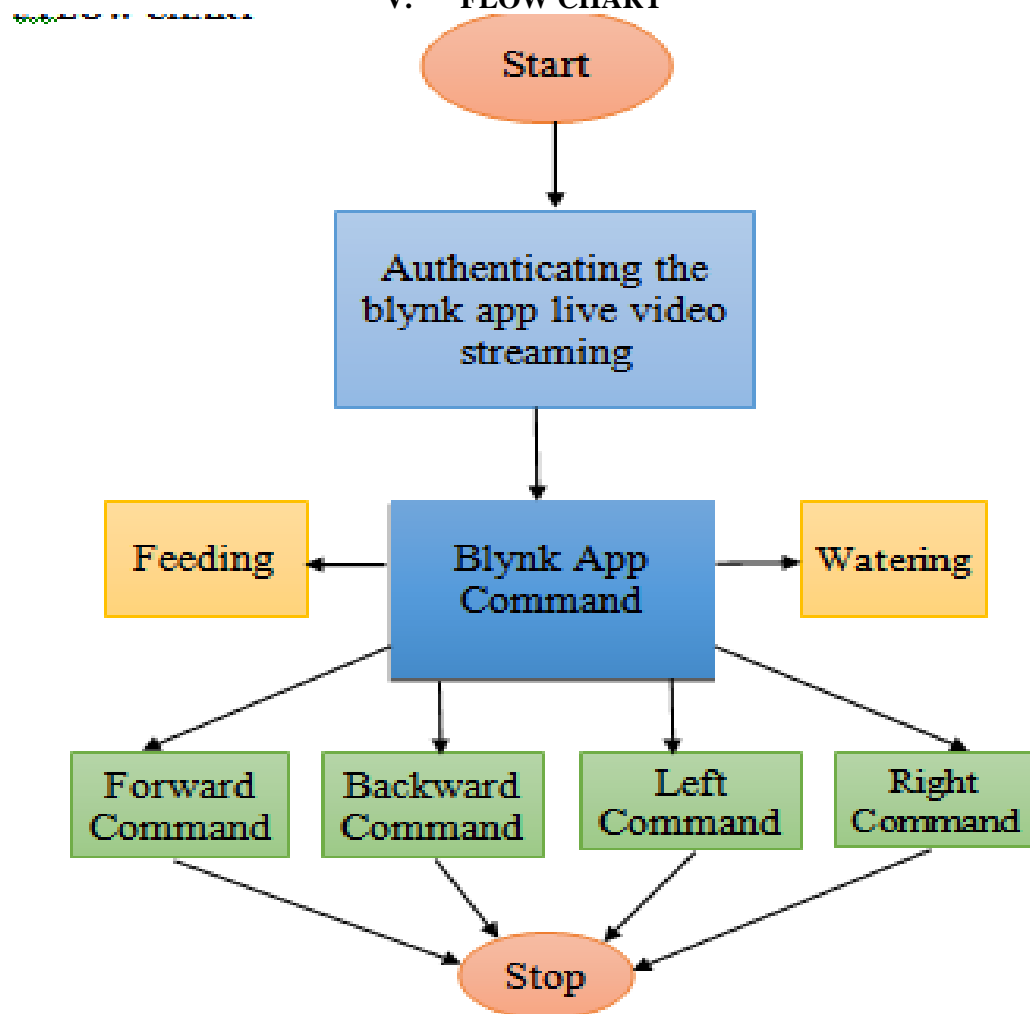 V. FLOW CHART
Start
Authenticating the
blynk app live video
streaming
Feeding
Blynk App
Command
Watering
Forward
Command
Backward
Command
Left
Command
Right
Command
Stop